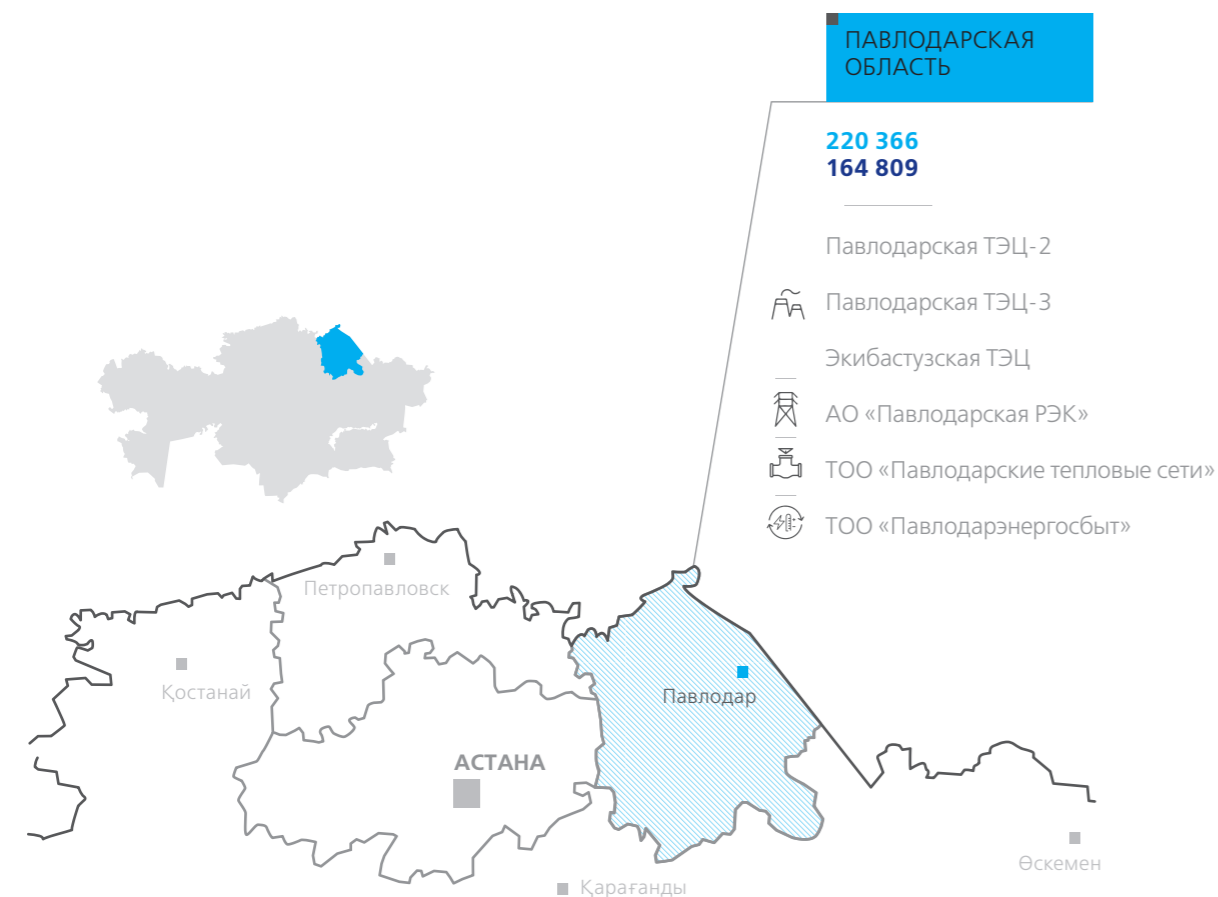 ПАВЛОДАРСКАЯ
ОБЛАСТЬ
220 366
164 809
Павлодарская ТЭЦ-2
Павлодарская ТЭЦ-3
Экибастузская ТЭЦ
АО «Павлодарская РЭК»
ТОО «Павлодарские тепловые сети»
ТОО «Павлодарэнергосбыт»
Петропавловск
Қостанай
Павлодар
АСТАНА
Өскемен
Қарағанды